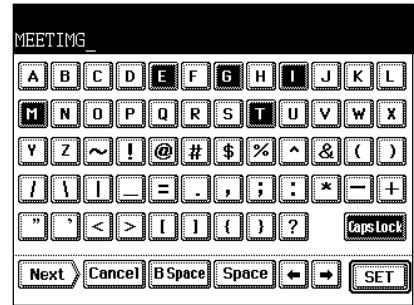 MEETIMG_
A B C D E F G H I J K L
M N O P Q R S T U V W X
Y Z ~ ! @ # $ % ^ & ( )
/ \ | _ = . , ; : * − +
" ' < > [ ] { } ? Caps Lock
Next Cancel B Space Space ← → SET